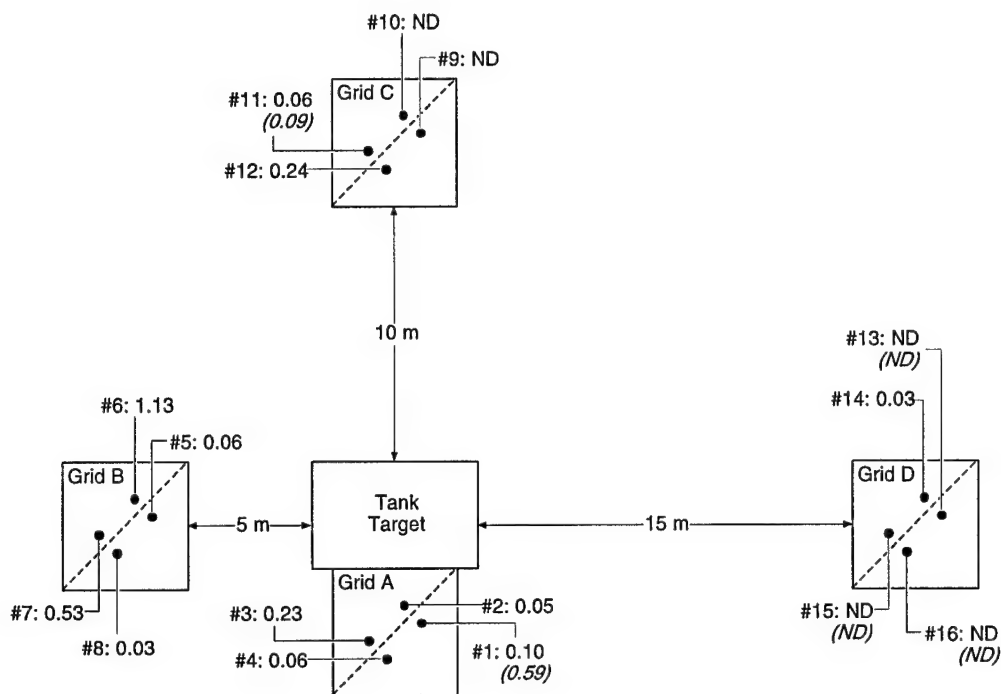 #10: ND
#9: ND
Grid C
#11: 0.06
(0.09)
#12: 0.24
10 m
#13: ND
(ND)
#14: 0.03
#6: 1.13
#5: 0.06
Grid B
Grid D
Tank
Target
5 m
15 m
Grid A
#7: 0.53
#8: 0.03
#3: 0.23
#2: 0.05
#4: 0.06
#1: 0.10
(0.59)
#15: ND
(ND)
#16: ND
(ND)